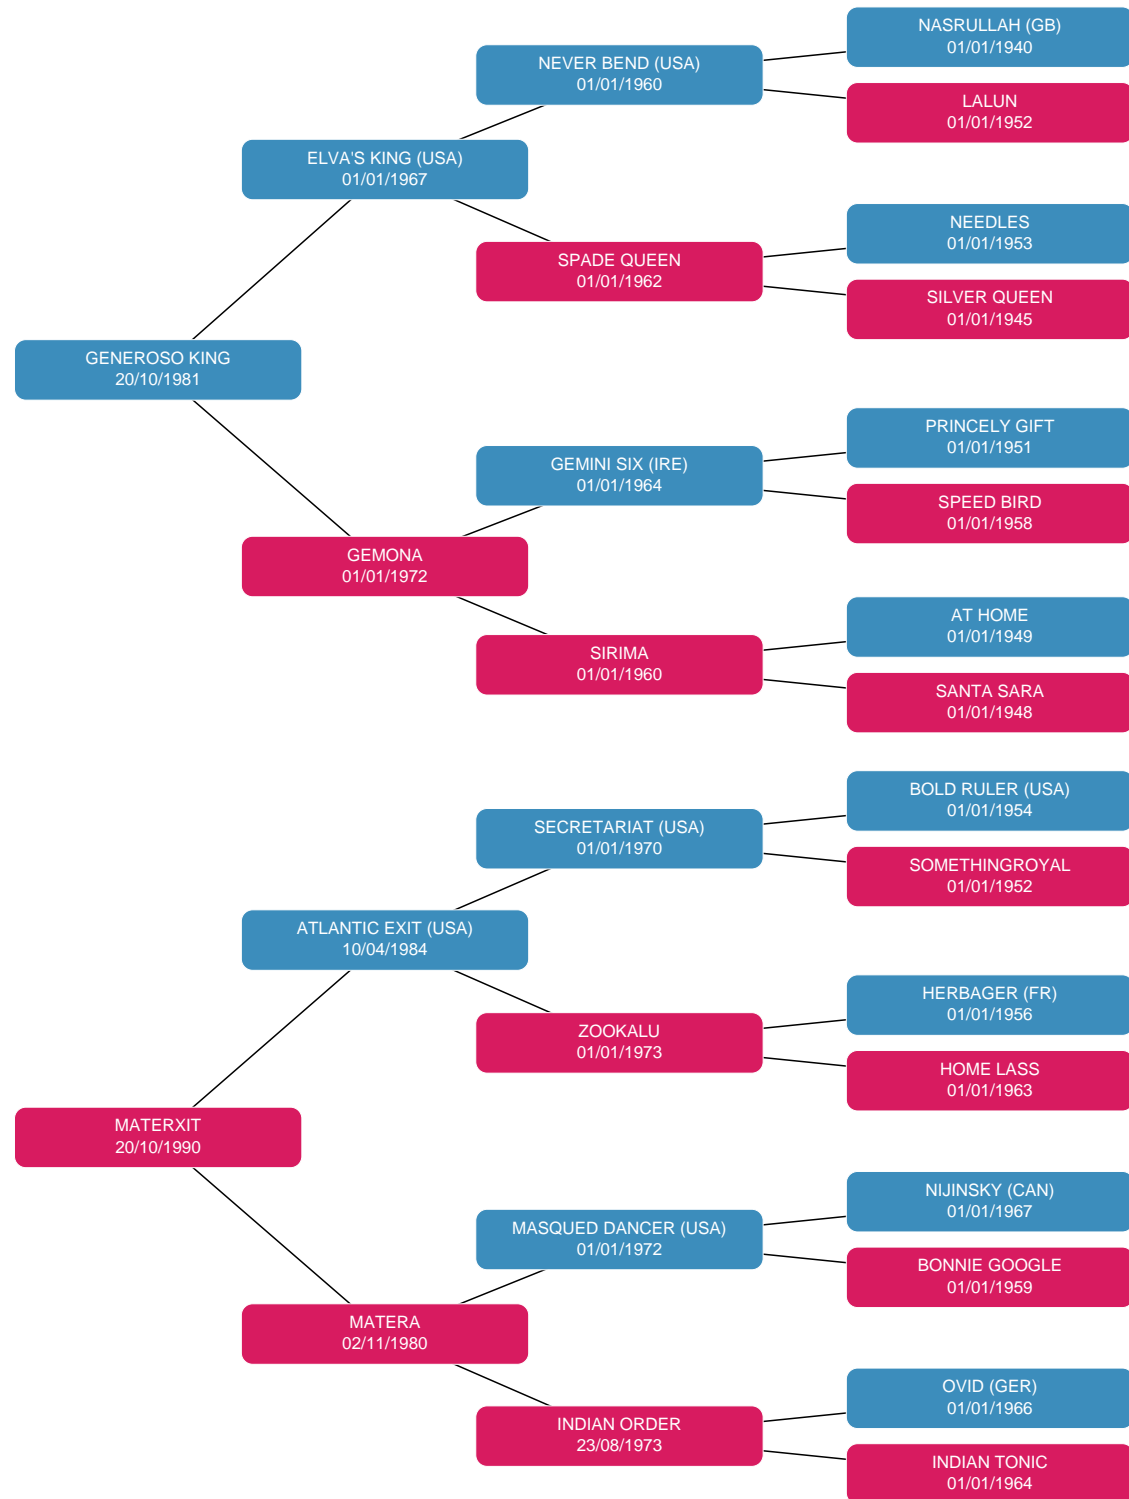 NASRULLAH (GB)
01/01/1940
NEVER BEND (USA)
01/01/1960
LALUN
01/01/1952
ELVA'S KING (USA)
01/01/1967
NEEDLES
01/01/1953
SPADE QUEEN
01/01/1962
SILVER QUEEN
01/01/1945
GENEROSO KING
20/10/1981
PRINCELY GIFT
01/01/1951
GEMINI SIX (IRE)
01/01/1964
SPEED BIRD
01/01/1958
GEMONA
01/01/1972
AT HOME
01/01/1949
SIRIMA
01/01/1960
SANTA SARA
01/01/1948
BOLD RULER (USA)
01/01/1954
SECRETARIAT (USA)
01/01/1970
SOMETHINGROYAL
01/01/1952
ATLANTIC EXIT (USA)
10/04/1984
HERBAGER (FR)
01/01/1956
ZOOKALU
01/01/1973
HOME LASS
01/01/1963
MATERXIT
20/10/1990
NIJINSKY (CAN)
01/01/1967
MASQUED DANCER (USA)
01/01/1972
BONNIE GOOGLE
01/01/1959
MATERA
02/11/1980
OVID (GER)
01/01/1966
INDIAN ORDER
23/08/1973
INDIAN TONIC
01/01/1964